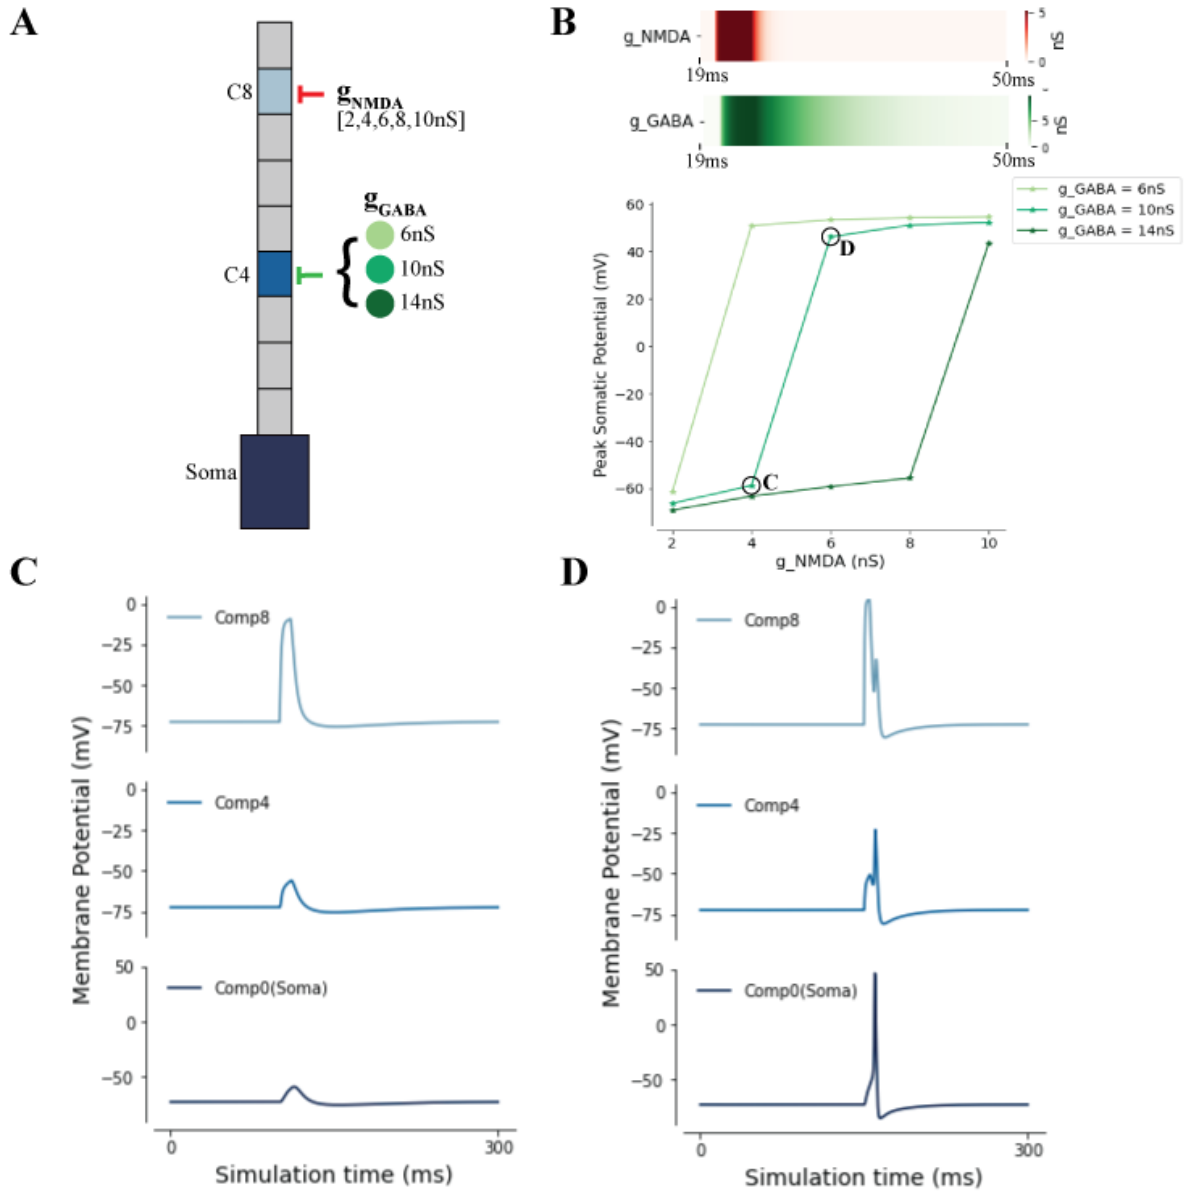 A
C8
g_NMDA
[2,4,6,8,10nS]
g_GABA
6nS
10nS
14nS
C4
Soma
B
g_NMDA
19ms
50ms
5
0
nS
g_GABA
19ms
50ms
5
0
nS
g_GABA = 6nS
g_GABA = 10nS
g_GABA = 14nS
60
40
20
0
−20
−40
−60
Peak Somatic Potential (mV)
D
C
2
4
6
8
10
g_NMDA (nS)
C
Comp8
0
−25
−50
−75
Comp4
0
−25
−50
−75
Comp0(Soma)
50
0
−50
Membrane Potential (mV)
0
300
Simulation time (ms)
D
Comp8
0
−25
−50
−75
Comp4
0
−25
−50
−75
Comp0(Soma)
50
0
−50
Membrane Potential (mV)
0
300
Simulation time (ms)